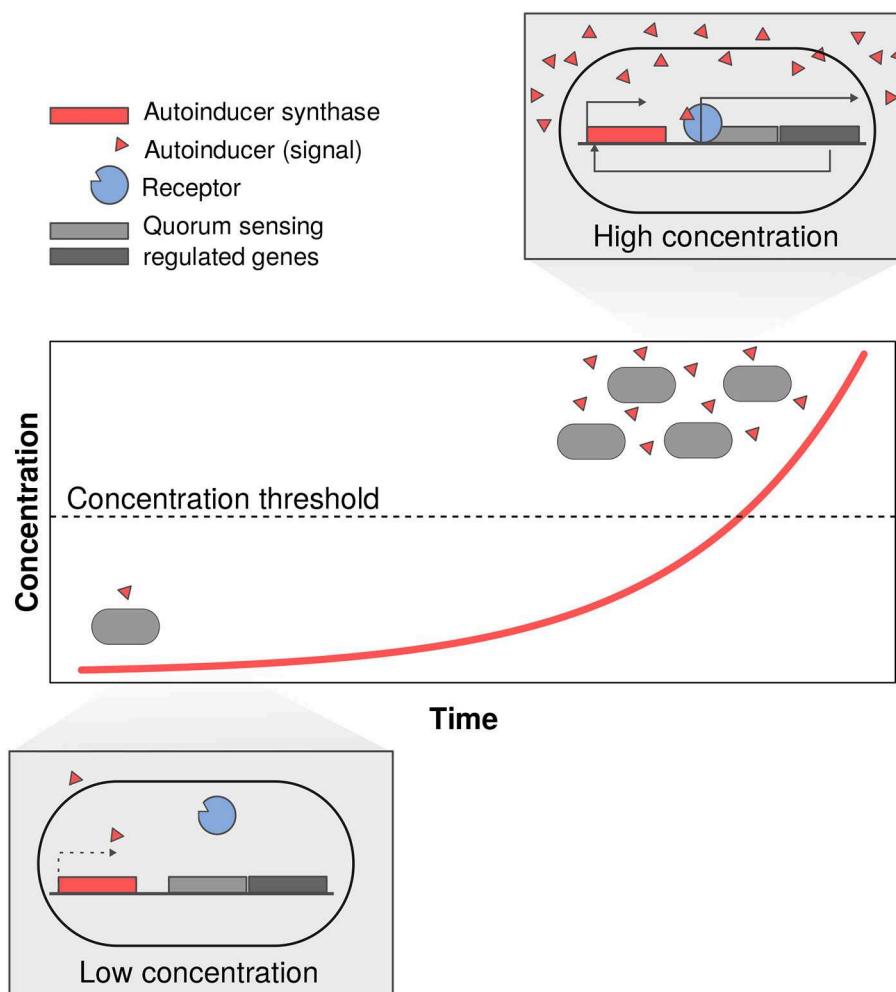 Autoinducer synthase
Autoinducer (signal)
Receptor
Quorum sensing
regulated genes
High concentration
Concentration threshold
Concentration
Time
Low concentration